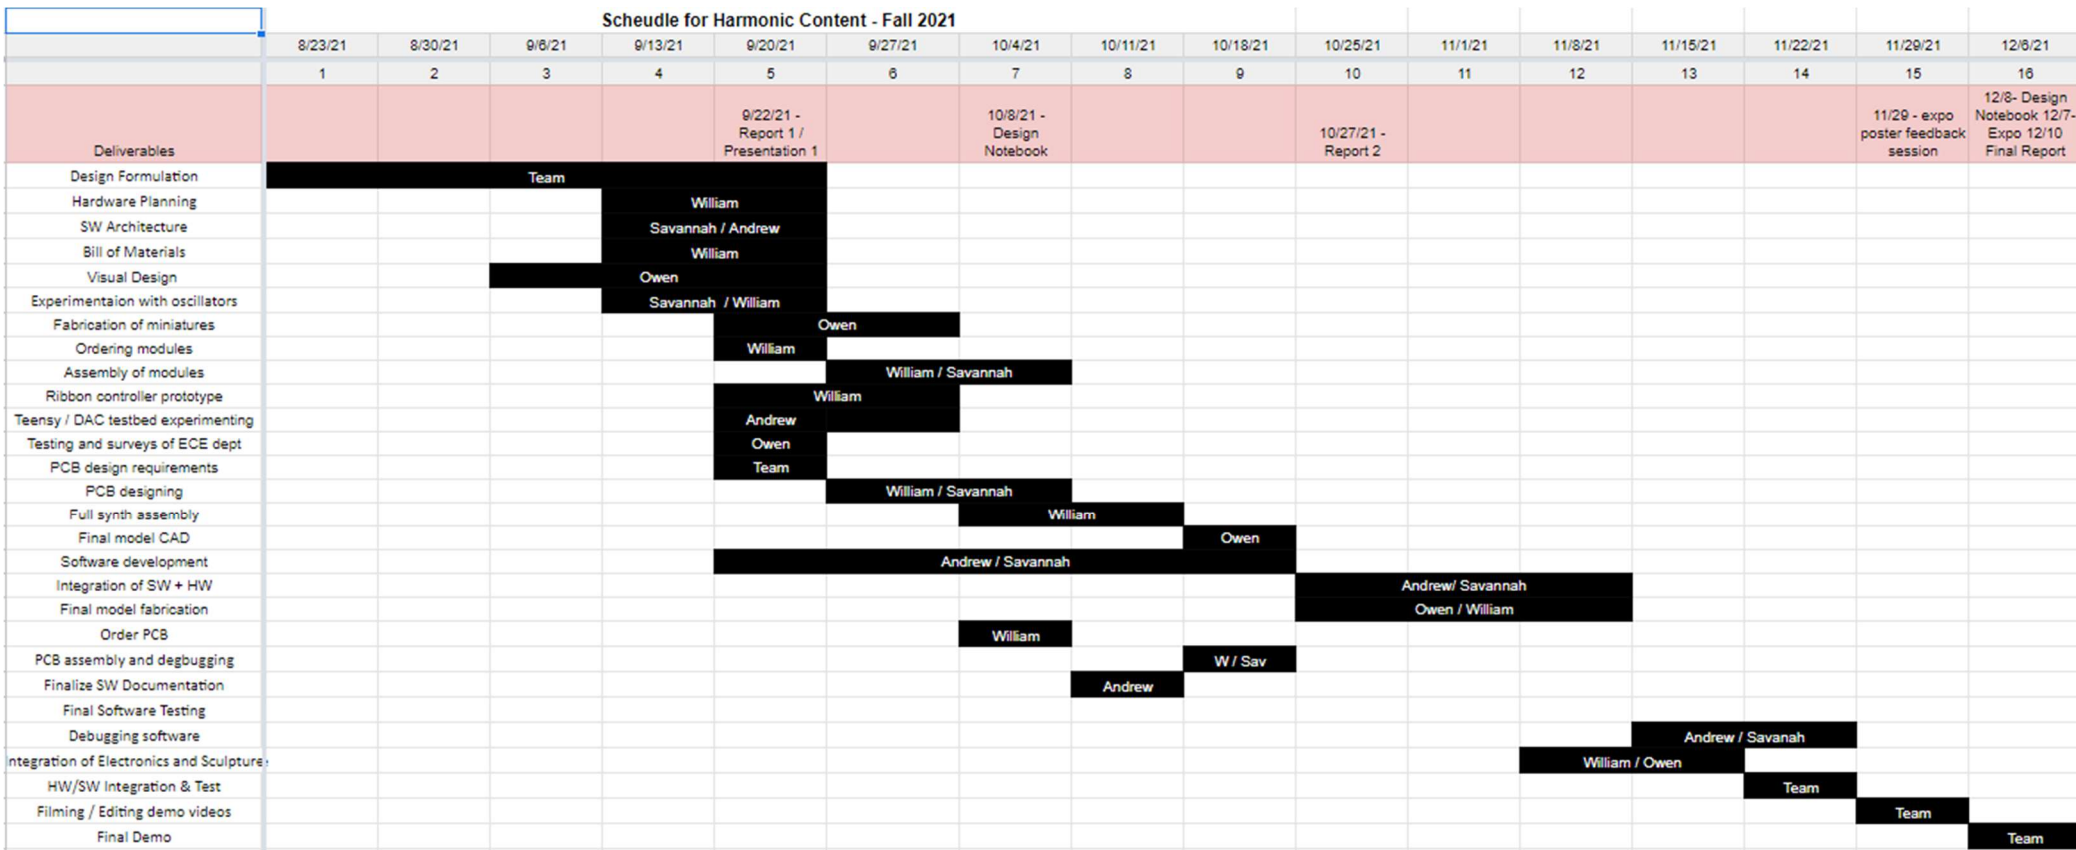 Scheudle for Harmonic Content - Fall 2021
8/23/21 8/30/21 9/6/21 9/13/21 9/20/21 9/27/21 10/4/21 10/11/21 10/18/21 10/25/21 11/1/21 11/8/21 11/15/21 11/22/21 11/29/21 12/6/21
1 2 3 4 5 6 7 8 9 10 11 12 13 14 15 16
Deliverables
9/22/21 -
Report 1 /
Presentation 1
10/8/21 -
Design
Notebook
10/27/21 -
Report 2
11/29 - expo
poster feedback
session
12/8- Design
Notebook 12/7-
Expo 12/10
Final Report
Design Formulation Team
Hardware Planning William
SW Architecture Savannah / Andrew
Bill of Materials William
Visual Design Owen
Experimentaion with oscillators Savannah / William
Fabrication of miniatures Owen
Ordering modules William
Assembly of modules William / Savannah
Ribbon controller prototype William
Teensy / DAC testbed experimenting Andrew
Testing and surveys of ECE dept Owen
PCB design requirements Team
PCB designing William / Savannah
Full synth assembly William
Final model CAD Owen
Software development Andrew / Savannah
Integration of SW + HW Andrew/ Savannah
Final model fabrication Owen / William
Order PCB William
PCB assembly and degbugging W / Sav
Finalize SW Documentation Andrew
Final Software Testing
Debugging software Andrew / Savanah
ntegration of Electronics and Sculpture William / Owen
HW/SW Integration & Test Team
Filming / Editing demo videos Team
Final Demo Team